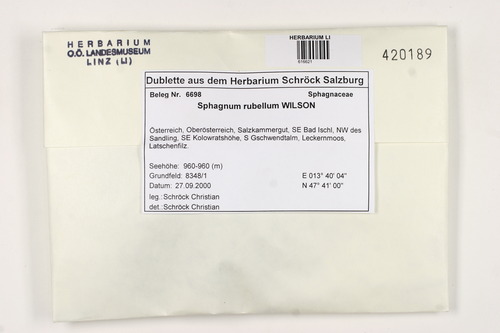 HERBARIUM
O.Ö. LANDESMUSEUM
LINZ (LI)
HERBARIUM LI
616621
420189
Dublette aus dem Herbarium Schröck Salzburg
Beleg Nr. 6698 Sphagnaceae
Sphagnum rubellum WILSON
Österreich, Oberösterreich, Salzkammergut, SE Bad Ischl, NW des
Sandling, SE Kolowratshöhe, S Gschwendtalm, Leckernmoos,
Latschenfilz.
Seehöhe: 960-960 (m)
Grundfeld: 8348/1 E 013° 40' 04"
Datum: 27.09.2000 N 47° 41' 00"
leg.:Schröck Christian
det.:Schröck Christian